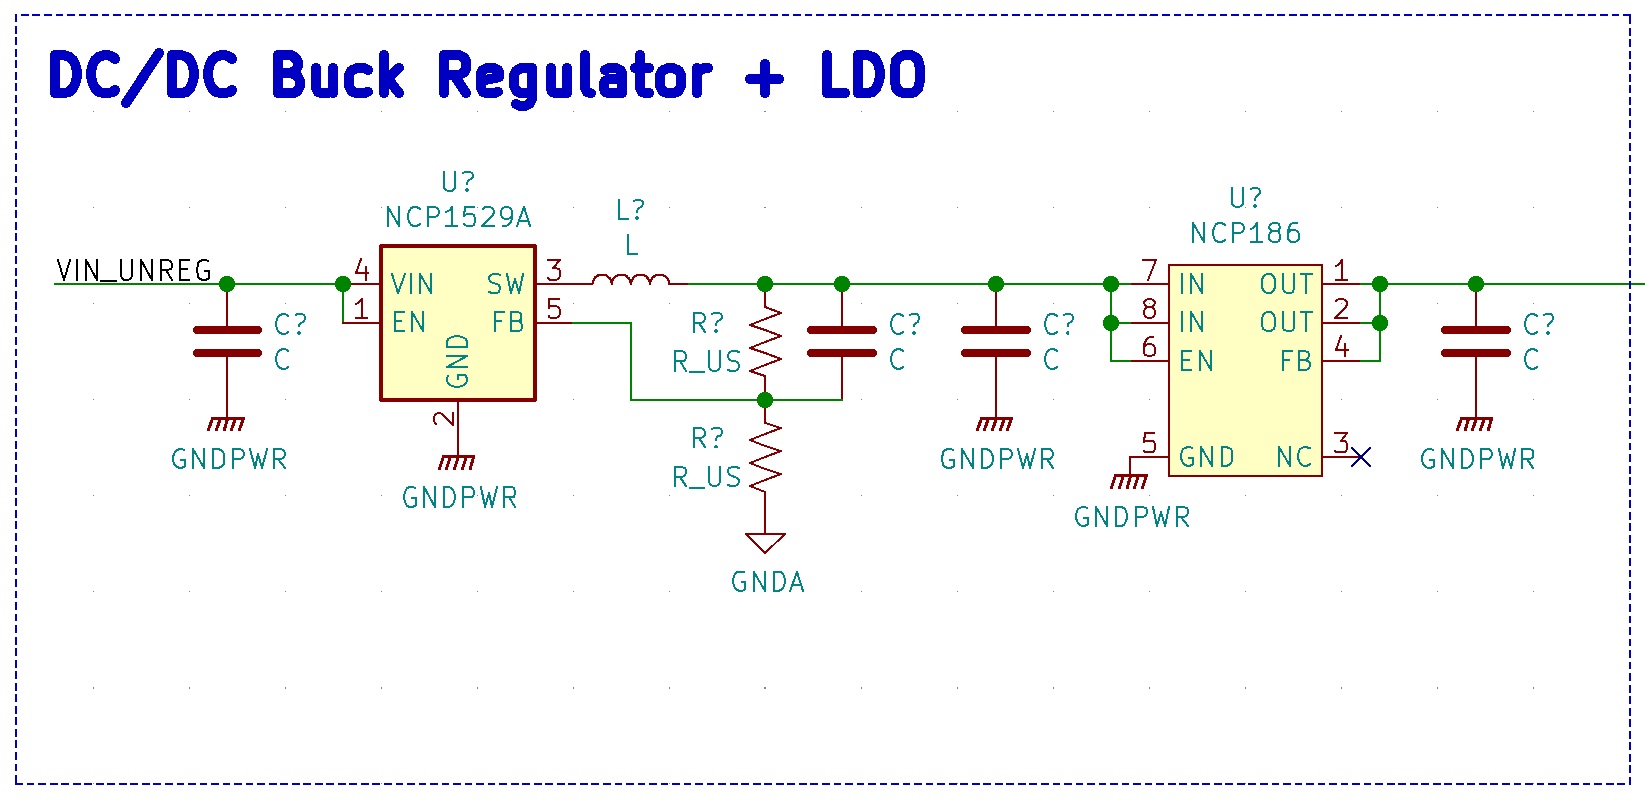 DC/DC Buck Regulator + LDO
U?
NCP1529A
L?
L
U?
NCP186
VIN_UNREG
4
VIN
SW
3
1
EN
FB
5
GND
2
C?
C
GNDPWR
GNDPWR
R?
R_US
C?
C
R?
R_US
GNDA
C?
C
GNDPWR
7
IN
OUT
1
8
IN
OUT
2
6
EN
FB
4
5
GND
NC
3
GNDPWR
C?
C
GNDPWR